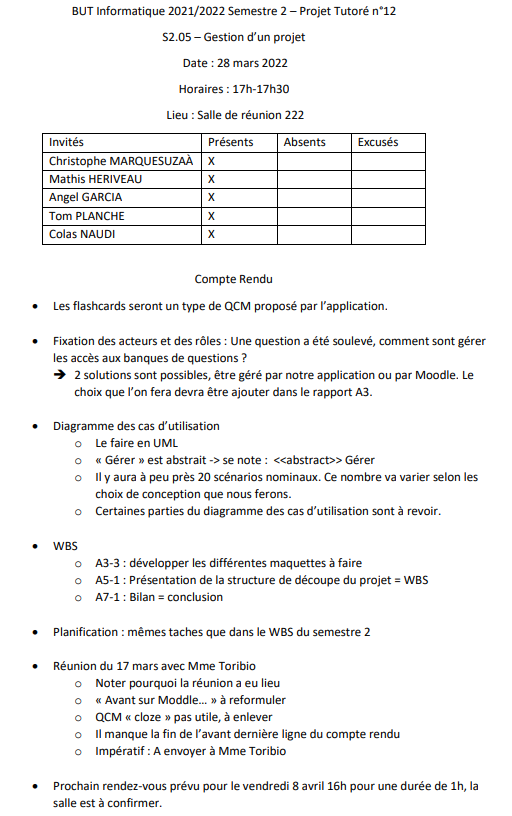 BUT Informatique 2021/2022 Semestre 2 – Projet Tutoré n°12
S2.05 – Gestion d'un projet
Date : 28 mars 2022
Horaires : 17h-17h30
Lieu : Salle de réunion 222
Invités Présents Absents Excusés
Christophe MARQUESUZAÀ X
Mathis HERIVEAU X
Angel GARCIA X
Tom PLANCHE X
Colas NAUDI X
Compte Rendu
• Les flashcards seront un type de QCM proposé par l'application.
• Fixation des acteurs et des rôles : Une question a été soulevé, comment sont gérer
les accès aux banques de questions ?
➔ 2 solutions sont possibles, être géré par notre application ou par Moodle. Le
choix que l'on fera devra être ajouter dans le rapport A3.
• Diagramme des cas d'utilisation
o Le faire en UML
o « Gérer » est abstrait -> se note : <<abstract>> Gérer
o Il y aura à peu près 20 scénarios nominaux. Ce nombre va varier selon les
choix de conception que nous ferons.
o Certaines parties du diagramme des cas d'utilisation sont à revoir.
• WBS
o A3-3 : développer les différentes maquettes à faire
o A5-1 : Présentation de la structure de découpe du projet = WBS
o A7-1 : Bilan = conclusion
• Planification : mêmes taches que dans le WBS du semestre 2
• Réunion du 17 mars avec Mme Toribio
o Noter pourquoi la réunion a eu lieu
o « Avant sur Moddle... » à reformuler
o QCM « cloze » pas utile, à enlever
o Il manque la fin de l'avant dernière ligne du compte rendu
o Impératif : A envoyer à Mme Toribio
• Prochain rendez-vous prévu pour le vendredi 8 avril 16h pour une durée de 1h, la
salle est à confirmer.